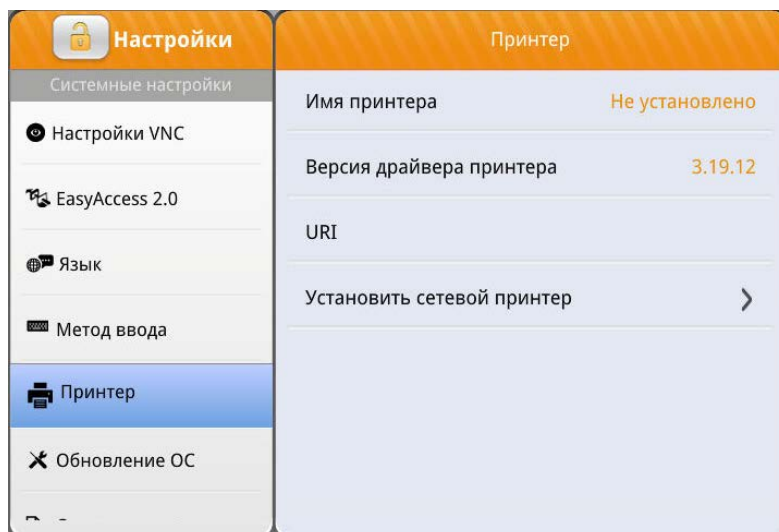 Настройки
Системные настройки
Настройки VNC
EasyAccess 2.0
Язык
Метод ввода
Принтер
Обновление ОС
Принтер
Имя принтера Не установлено
Версия драйвера принтера 3.19.12
URI
Установить сетевой принтер